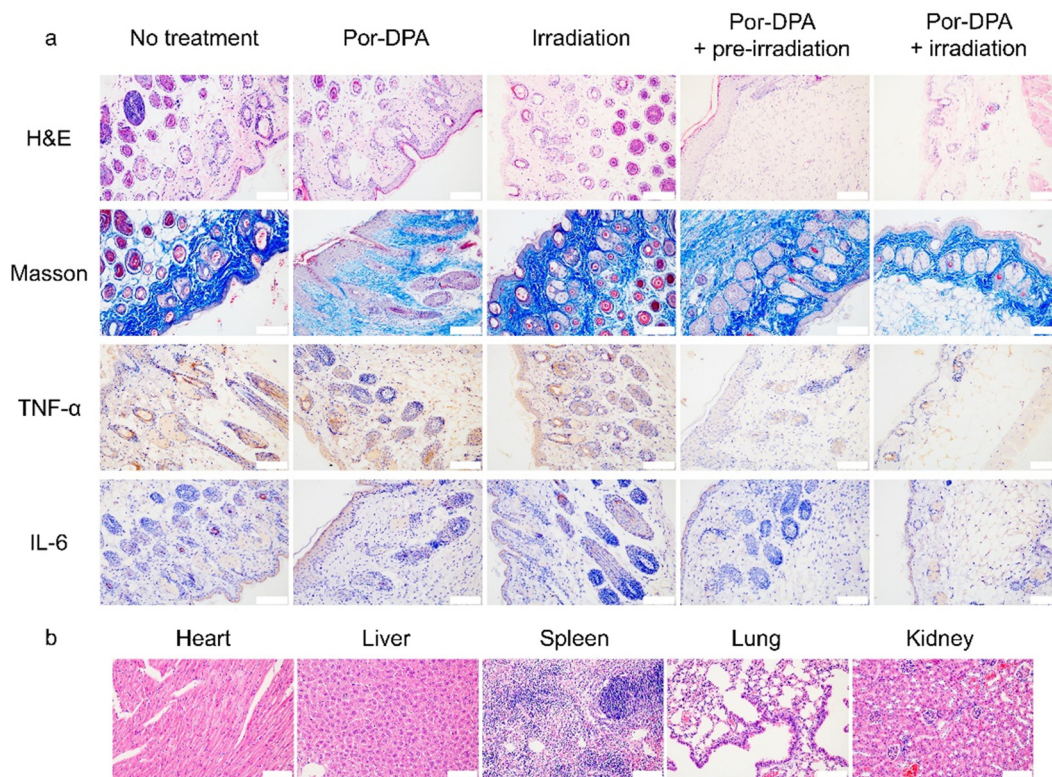 a
No treatment
Por-DPA
Irradiation
Por-DPA
+ pre-irradiation
Por-DPA
+ irradiation
H&E
Masson
TNF-α
IL-6
b
Heart
Liver
Spleen
Lung
Kidney